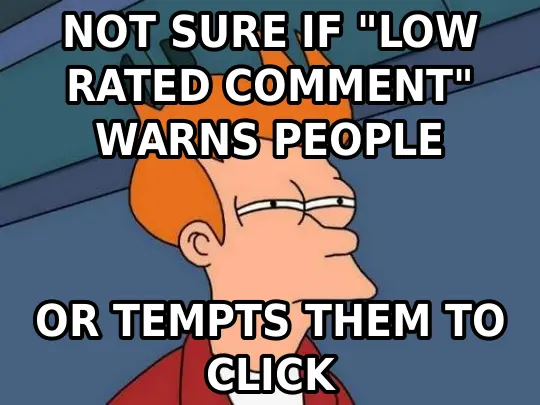 NOT SURE IF "LOW
RATED COMMENT"
WARNS PEOPLE
OR TEMPTS THEM TO
CLICK